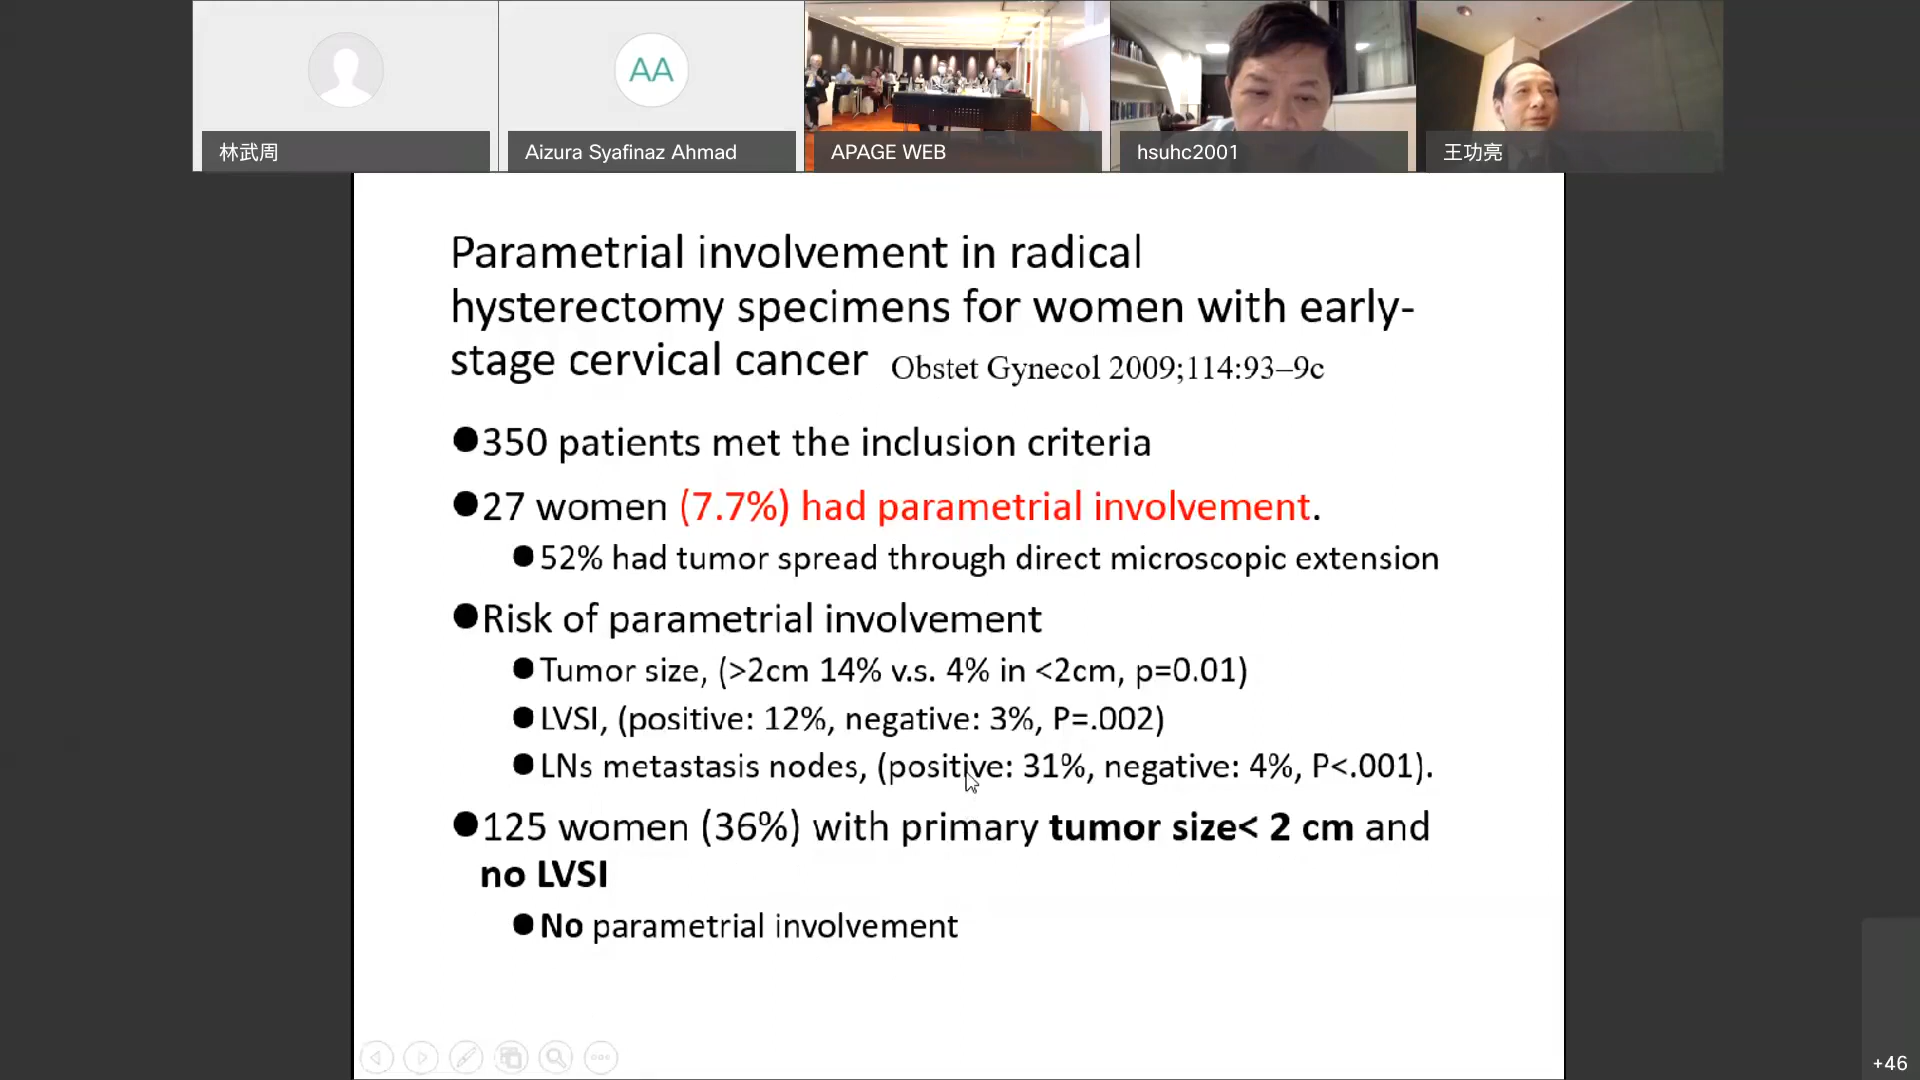 林武周
AA
Aizura Syafinaz Ahmad
APAGE WEB
hsuhc2001
王功亮
Parametrial involvement in radical
hysterectomy specimens for women with early-
stage cervical cancer Obstet Gynecol 2009;114:93–9c
●350 patients met the inclusion criteria
●27 women (7.7%) had parametrial involvement.
●52% had tumor spread through direct microscopic extension
●Risk of parametrial involvement
●Tumor size, (>2cm 14% v.s. 4% in <2cm, p=0.01)
●LVSI, (positive: 12%, negative: 3%, P=.002)
●LNs metastasis nodes, (positive: 31%, negative: 4%, P<.001).
●125 women (36%) with primary tumor size< 2 cm and
no LVSI
●No parametrial involvement
+46